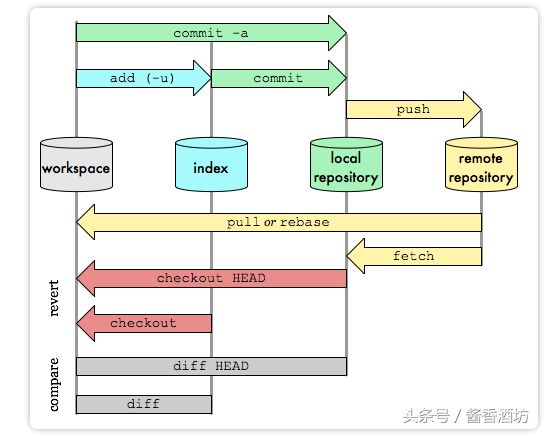 commit -a
add (-u)
commit
push
workspace
index
local
repository
remote
repository
pull or rebase
fetch
revert
checkout HEAD
checkout
compare
diff HEAD
diff
头条号 / 酱香酒坊